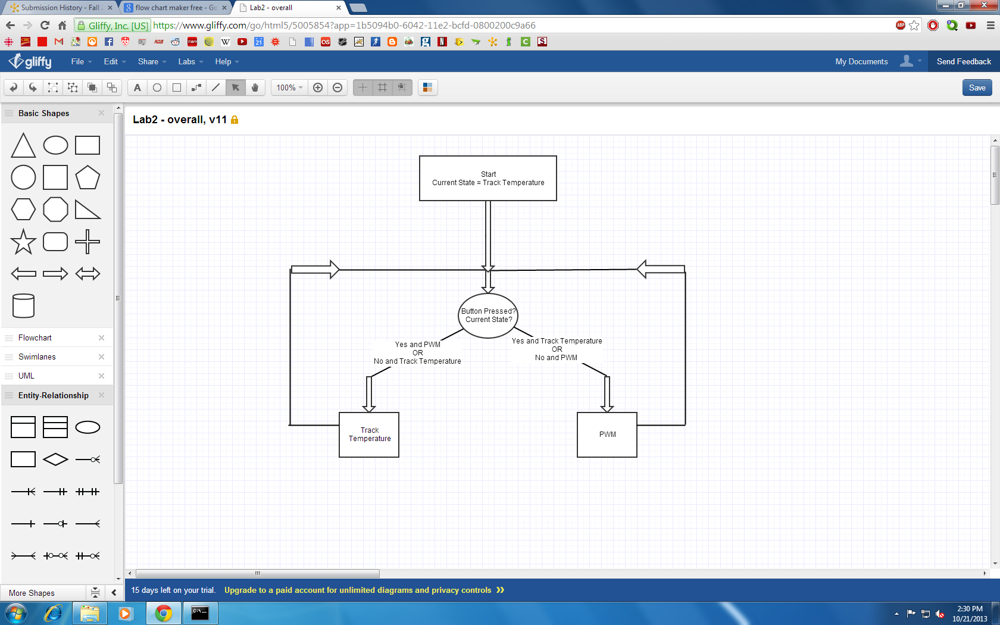 Submission History - Fall 2
flow chart maker free - Go
Lab2 - overall
Gliffy, Inc. [US]
https://www.gliffy.com/go/html5/5005854?app=1b5094b0-6042-11e2-bcfd-0800200c9a66
gliffy
File
Edit
Share
Labs
Help
My Documents
Send Feedback
100%
Save
Basic Shapes
Lab2 - overall, v11
Start
Current State = Track Temperature
Button Pressed?
Current State?
Yes and PWM
OR
No and Track Temperature
Yes and Track Temperature
OR
No and PWM
Track
Temperature
PWM
Flowchart
Swimlanes
UML
Entity-Relationship
More Shapes
15 days left on your trial.
Upgrade to a paid account for unlimited diagrams and privacy controls
2:30 PM
10/21/2013